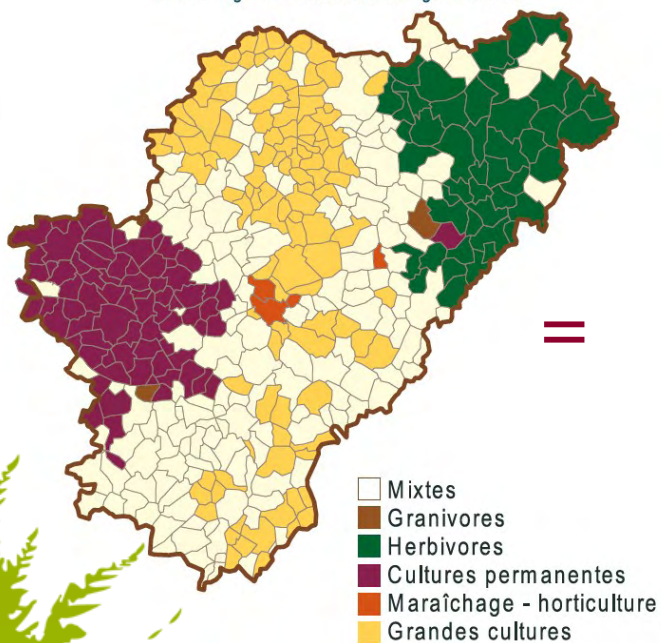 Mixtes
Granivores
Herbivores
Cultures permanentes
Maraîchage - horticulture
Grandes cultures